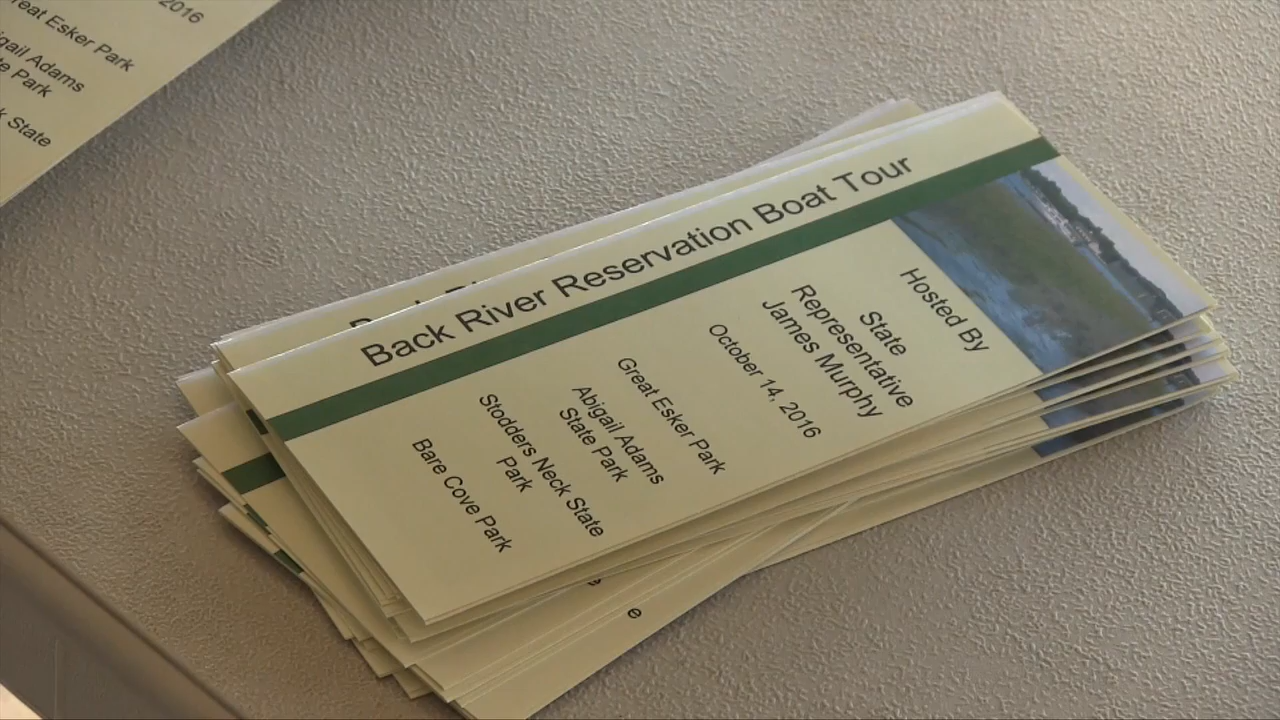 2016
Great Esker Park
Abigail Adams
State Park
State
Back River Reservation Boat Tour
Hosted By
State
Representative
James Murphy
October 14, 2016
Great Esker Park
Abigail Adams
State Park
Stodders Neck State
Park
Bare Cove Park